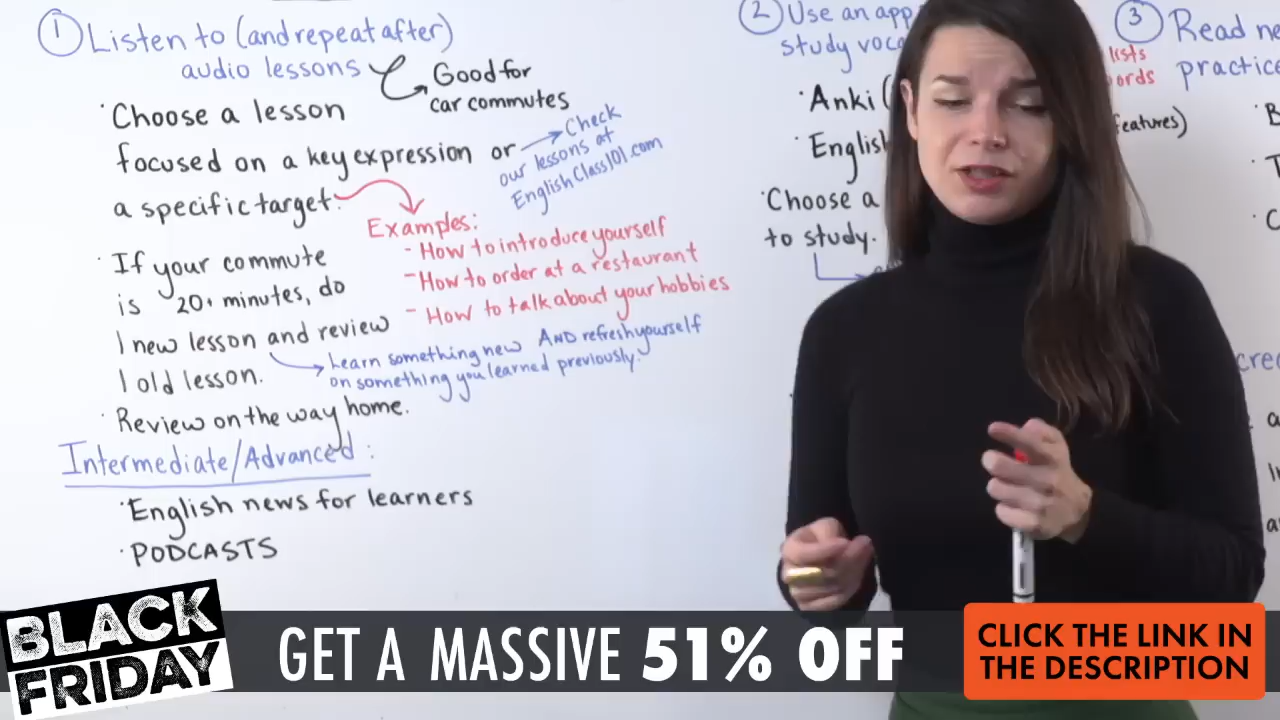 1 Listen to (and repeat after)
audio lessons
Good for
car commutes
• Choose a lesson
focused on a key expression or
a specific target.
Check
our lessons at
EnglishClass101.com
Examples:
- How to introduce yourself
- How to order at a restaurant
- How to talk about your hobbies
• If your commute
is 20+ minutes, do
1 new lesson and review
1 old lesson.
Learn something new AND refresh yourself
on something you learned previously.
• Review on the way home.
Intermediate/Advanced:
• English news for learners
• PODCASTS
2 Use an app
study voc
lists
ords
• Anki (
features)
• English
• Choose a
to study.
3 Read ne
practice
BLACK
FRIDAY
GET A MASSIVE 51% OFF
CLICK THE LINK IN
THE DESCRIPTION